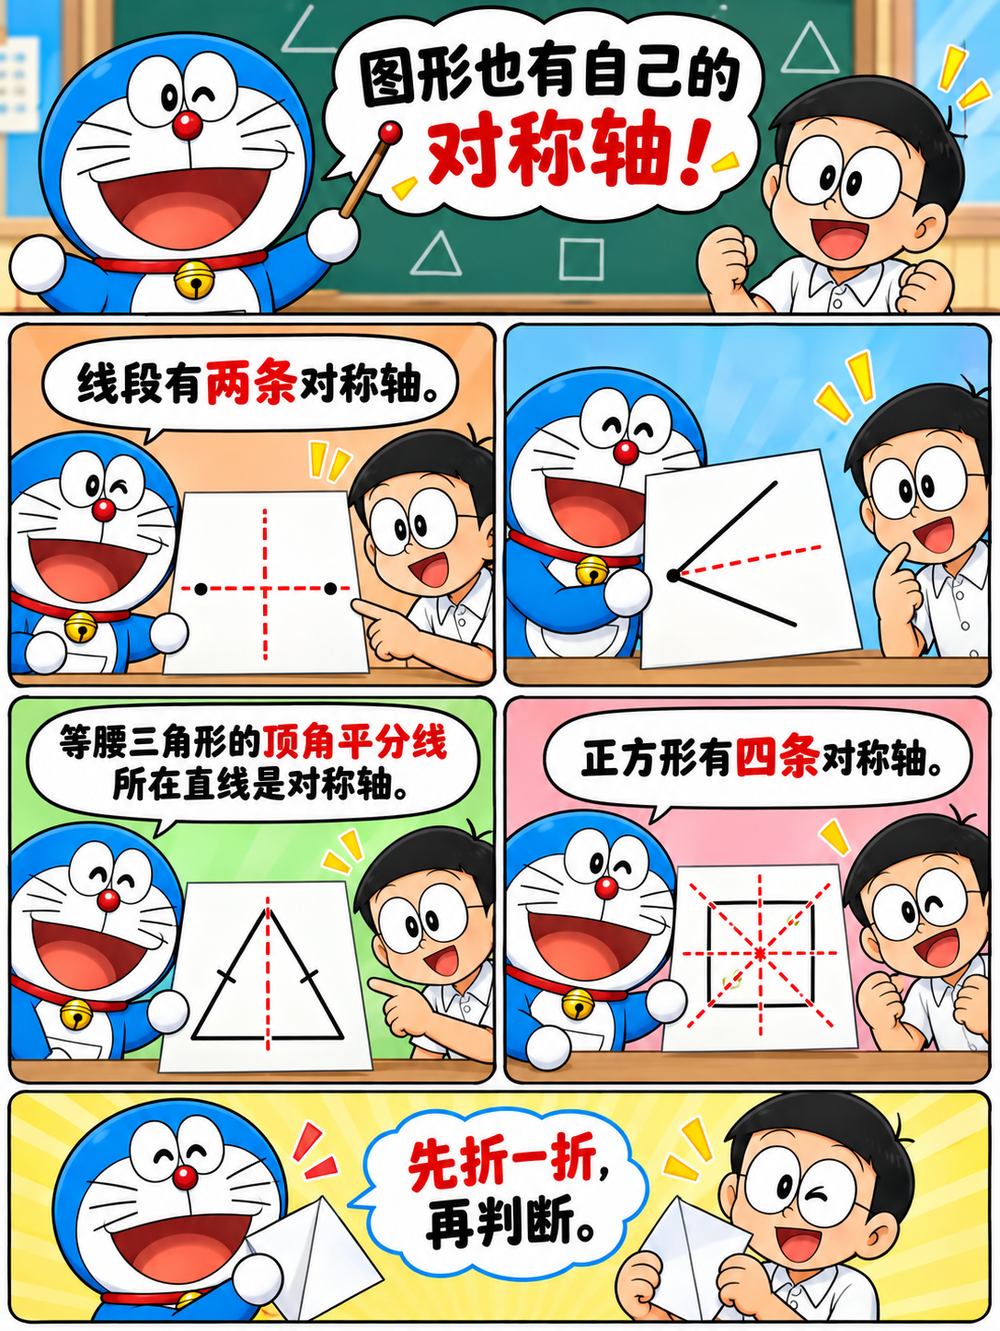 图形也有自己的
对称轴!
线段有两条对称轴。
等腰三角形的顶角平分线
所在直线是对称轴。
正方形有四条对称轴。
先折一折,
再判断。